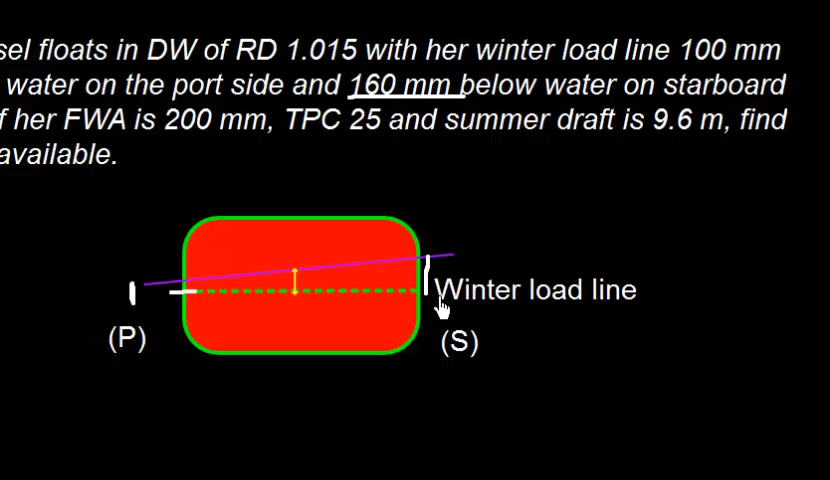 sel floats in DW of RD 1.015 with her winter load line 100 mm
water on the port side and 160 mm below water on starboard
f her FWA is 200 mm, TPC 25 and summer draft is 9.6 m, find
available.
Winter load line
(P)
(S)